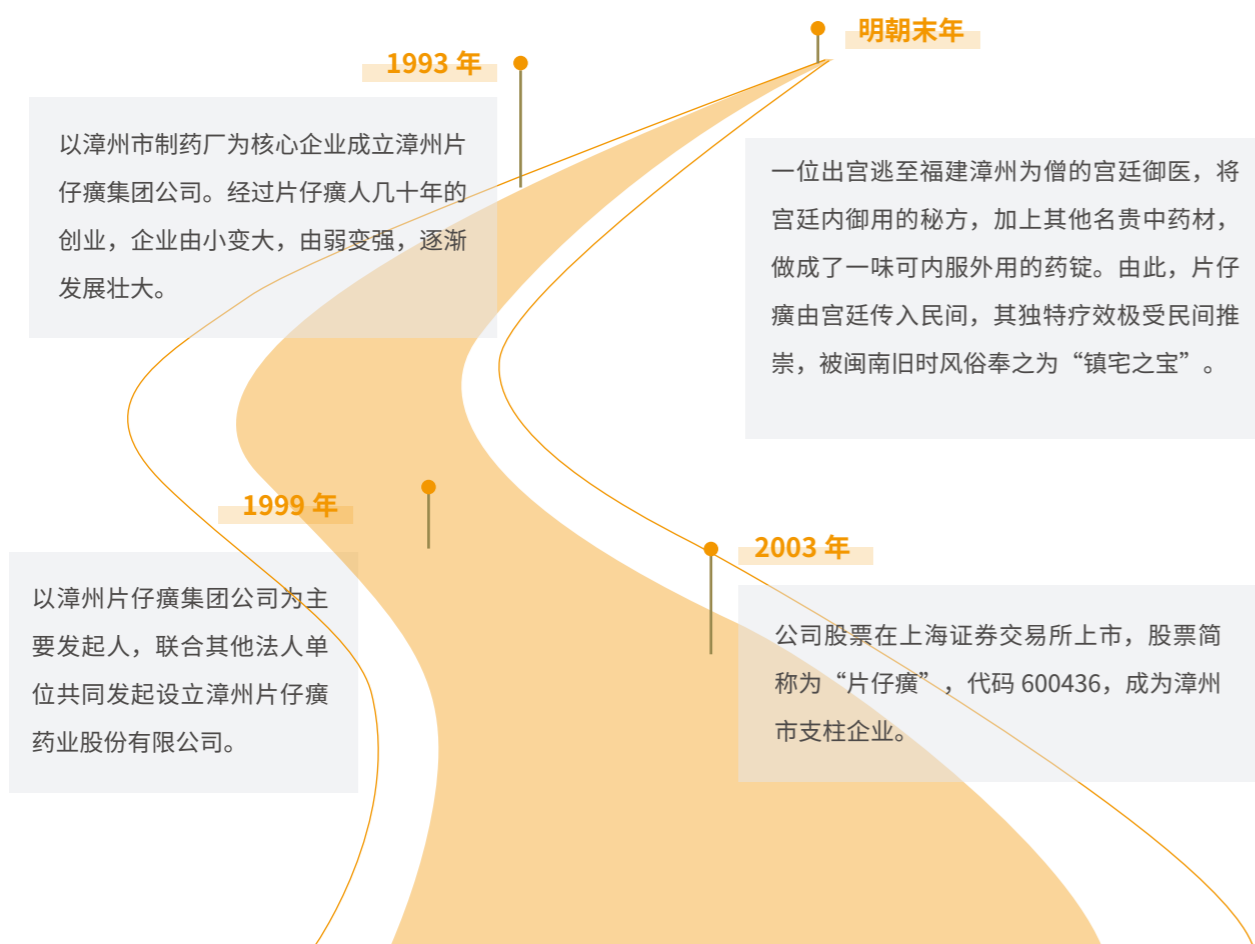 明朝末年
一位出宫逃至福建漳州为僧的宫廷御医，将
宫廷内御用的秘方，加上其他名贵中药材，
做成了一味可内服外用的药锭。由此，片仔
癀由宫廷传入民间，其独特疗效极受民间推
崇，被闽南旧时风俗奉之为“镇宅之宝”。
1993 年
以漳州市制药厂为核心企业成立漳州片
仔癀集团公司。经过片仔癀人几十年的
创业，企业由小变大，由弱变强，逐渐
发展壮大。
1999 年
以漳州片仔癀集团公司为主
要发起人，联合其他法人单
位共同发起设立漳州片仔癀
药业股份有限公司。
2003 年
公司股票在上海证券交易所上市，股票简
称为“片仔癀”，代码 600436，成为漳州
市支柱企业。